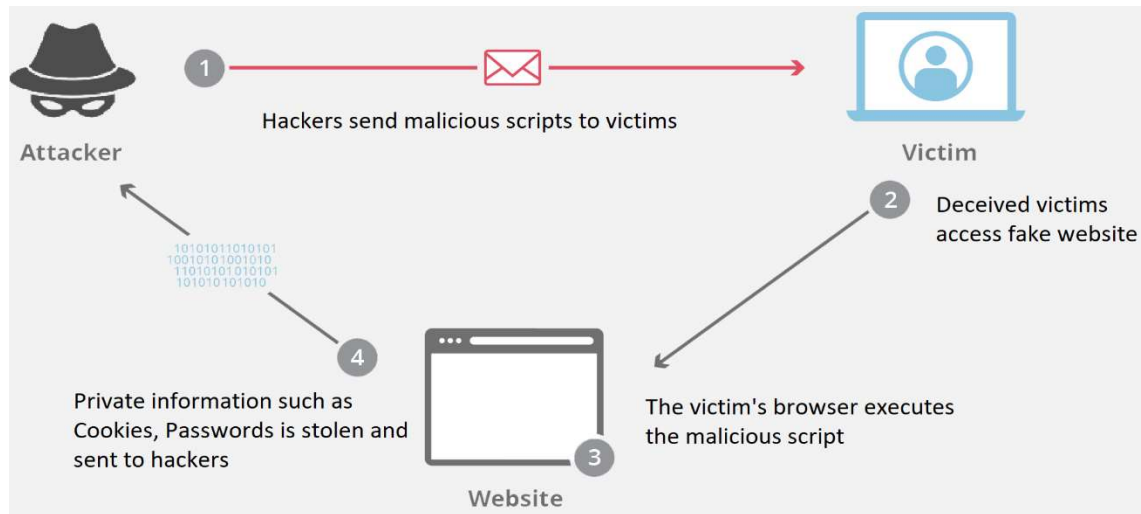 1
Hackers send malicious scripts to victims
Attacker
Victim
2
Deceived victims
access fake website
10101011010101
10010101001010
11010101010101
101010101010
4
Private information such as
Cookies, Passwords is stolen and
sent to hackers
The victim's browser executes
the malicious script
3
Website